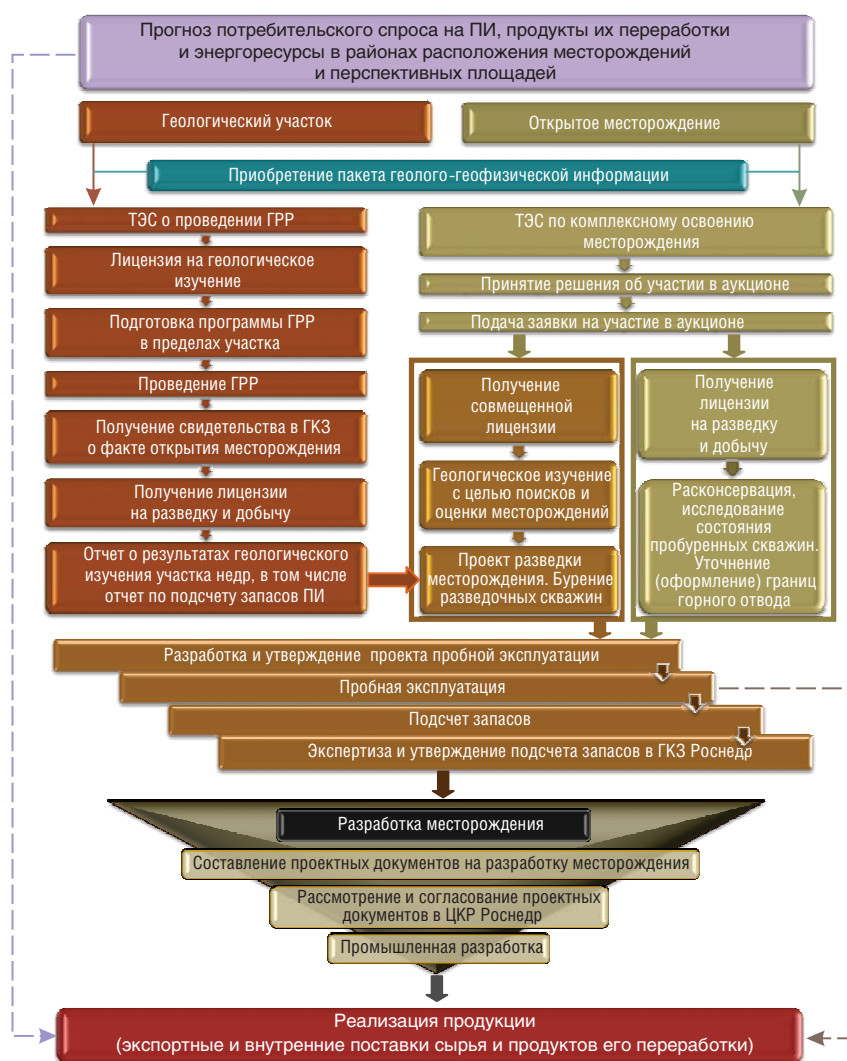 Прогноз потребительского спроса на ПИ, продукты их переработки
и энергоресурсы в районах расположения месторождений
и перспективных площадей
Геологический участок
Открытое месторождение
Приобретение пакета геолого-геофизической информации
ТЭС о проведении ГРР
Лицензия на геологическое
изучение
Подготовка программы ГРР
в пределах участка
Проведение ГРР
Получение свидетельства в ГКЗ
о факте открытия месторождения
Получение лицензии
на разведку и добычу
Отчет о результатах геологического
изучения участка недр, в том числе
отчет по подсчету запасов ПИ
ТЭС по комплексному освоению
месторождения
Принятие решения об участии в аукционе
Подача заявки на участие в аукционе
Получение
совмещенной
лицензии
Геологическое изучение
с целью поисков и
оценки месторождений
Проект разведки
месторождения. Бурение
разведочных скважин
Получение
лицензии
на разведку
и добычу
Расконсервация,
исследование
состояния
пробуренных скважин.
Уточнение
(оформление) границ
горного отвода
Разработка и утверждение проекта пробной эксплуатации
Пробная эксплуатация
Подсчет запасов
Экспертиза и утверждение подсчета запасов в ГКЗ Роснедр
Разработка месторождения
Составление проектных документов на разработку месторождения
Рассмотрение и согласование проектных
документов в ЦКР Роснедр
Промышленная разработка
Реализация продукции
(экспортные и внутренние поставки сырья и продуктов его переработки)